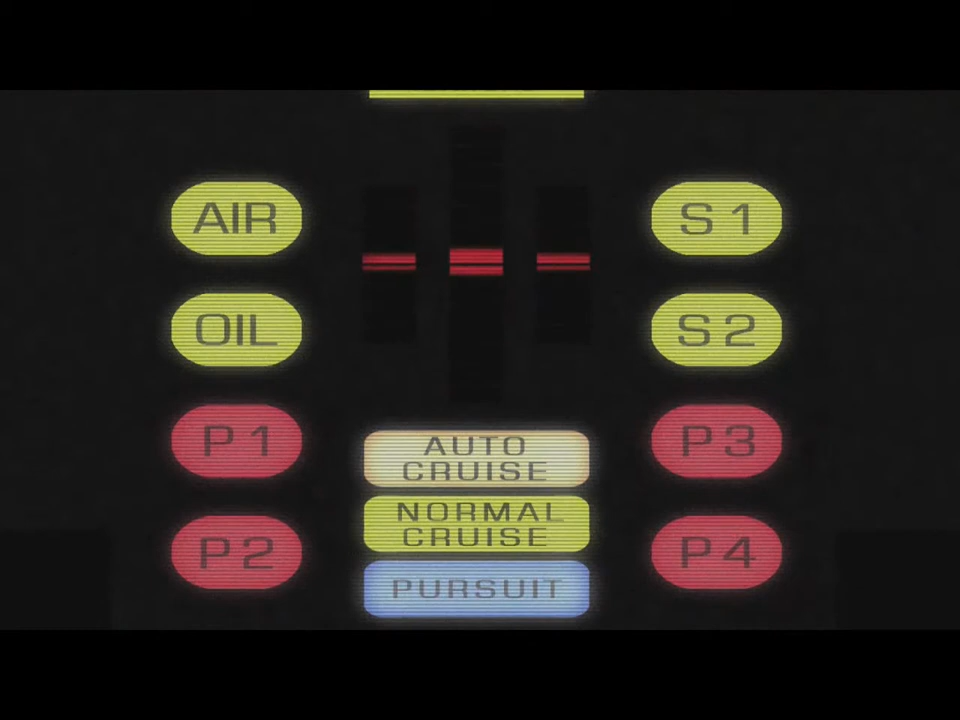 AIR
S 1
OIL
S 2
P 1
AUTO
CRUISE
P 3
NORMAL
CRUISE
P 2
PURSUIT
P 4